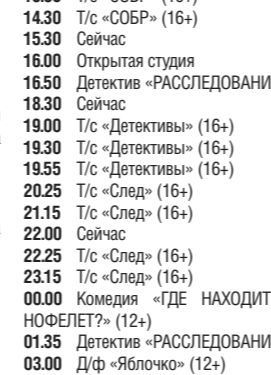 14.30 Т/с «СОБР» (16+)
15.30 Сейчас
16.00 Открытая студия
16.50 Детектив «РАССЛЕДОВАНИ
18.30 Сейчас
19.00 Т/с «Детективы» (16+)
19.30 Т/с «Детективы» (16+)
19.55 Т/с «Детективы» (16+)
20.25 Т/с «След» (16+)
21.15 Т/с «След» (16+)
22.00 Сейчас
22.25 Т/с «След» (16+)
23.15 Т/с «След» (16+)
00.00 Комедия «ГДЕ НАХОДИТ
НОФЕЛЕТ?» (12+)
01.35 Детектив «РАССЛЕДОВАНИ
03.00 Д/ф «Яблочко» (12+)